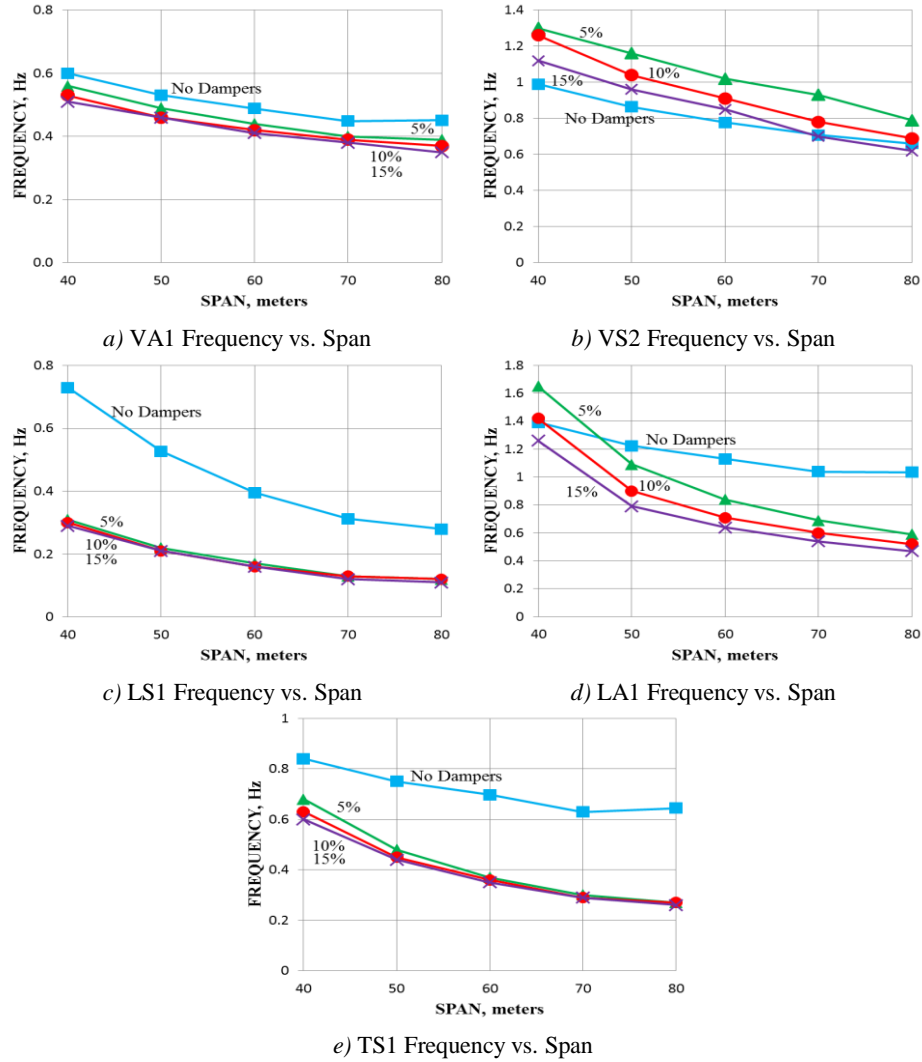 0.8
0.6
0.4
0.2
0.0
FREQUENCY, Hz
No Dampers
5%
10%
15%
40 50 60 70 80
SPAN, meters
a) VA1 Frequency vs. Span
1.4
1.2
1
0.8
0.6
0.4
0.2
0
FREQUENCY, Hz
5%
10%
15%
No Dampers
40 50 60 70 80
SPAN, meters
b) VS2 Frequency vs. Span
0.8
0.6
0.4
0.2
0
FREQUENCY, Hz
No Dampers
5%
10%
15%
40 50 60 70 80
SPAN, meters
c) LS1 Frequency vs. Span
1.8
1.6
1.4
1.2
1
0.8
0.6
0.4
0.2
0
FREQUENCY, Hz
5%
No Dampers
10%
15%
40 50 60 70 80
SPAN, meters
d) LA1 Frequency vs. Span
1
0.8
0.6
0.4
0.2
0
FREQUENCY, Hz
No Dampers
5%
10%
15%
40 50 60 70 80
SPAN, meters
e) TS1 Frequency vs. Span